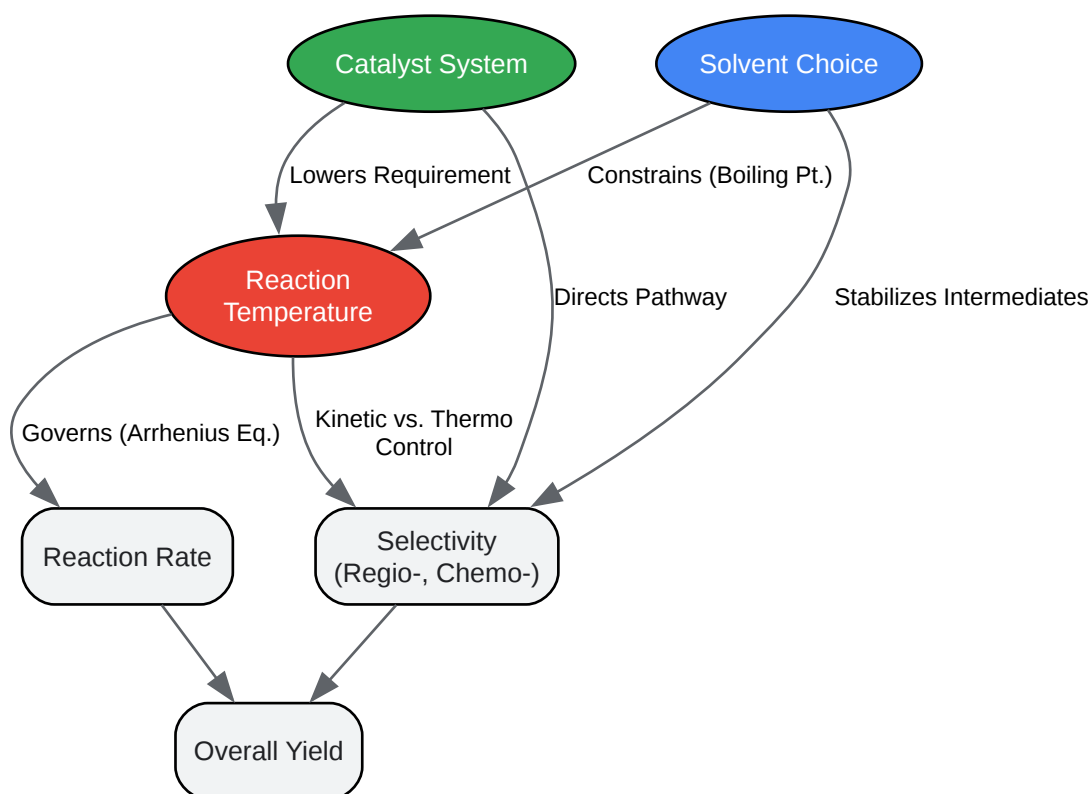 Catalyst System
Solvent Choice
Lowers Requirement
Constrains (Boiling Pt.)
Reaction
Temperature
Directs Pathway
Stabilizes Intermediates
Governs (Arrhenius Eq.)
Kinetic vs. Thermo
Control
Reaction Rate
Selectivity
(Regio-, Chemo-)
Overall Yield